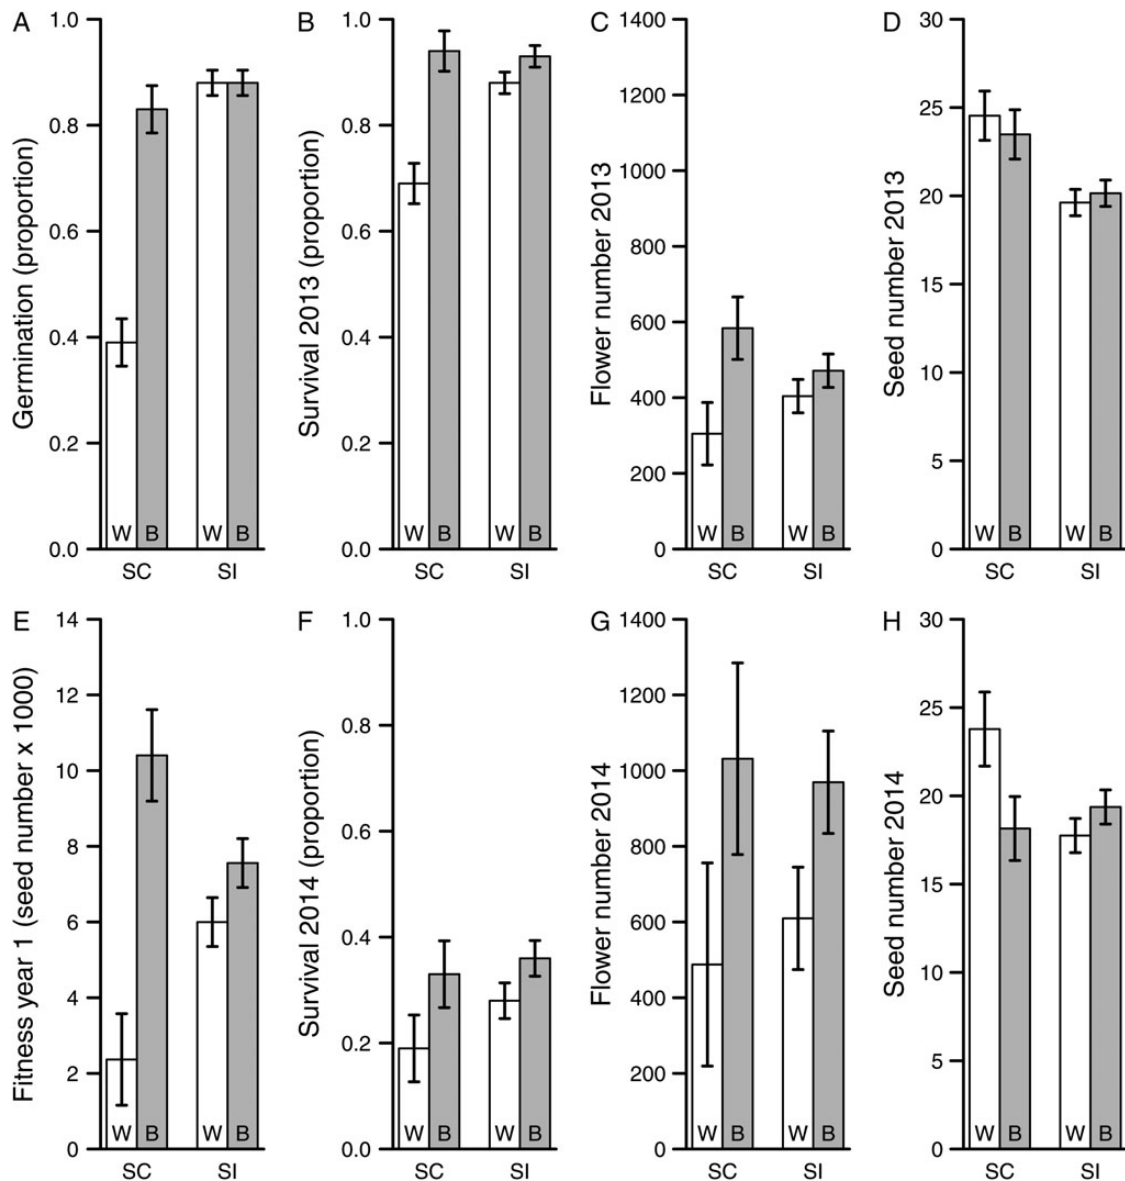 A
Germination (proportion)
1.0
0.8
0.6
0.4
0.2
0.0
W B W B
SC SI
B
Survival 2013 (proportion)
1.0
0.8
0.6
0.4
0.2
0.0
W B W B
SC SI
C
Flower number 2013
1400
1200
1000
800
600
400
200
0
W B W B
SC SI
D
Seed number 2013
30
25
20
15
10
5
0
W B W B
SC SI
E
Fitness year 1 (seed number x 1000)
14
12
10
8
6
4
2
0
W B W B
SC SI
F
Survival 2014 (proportion)
1.0
0.8
0.6
0.4
0.2
0.0
W B W B
SC SI
G
Flower number 2014
1400
1200
1000
800
600
400
200
0
W B W B
SC SI
H
Seed number 2014
30
25
20
15
10
5
0
W B W B
SC SI